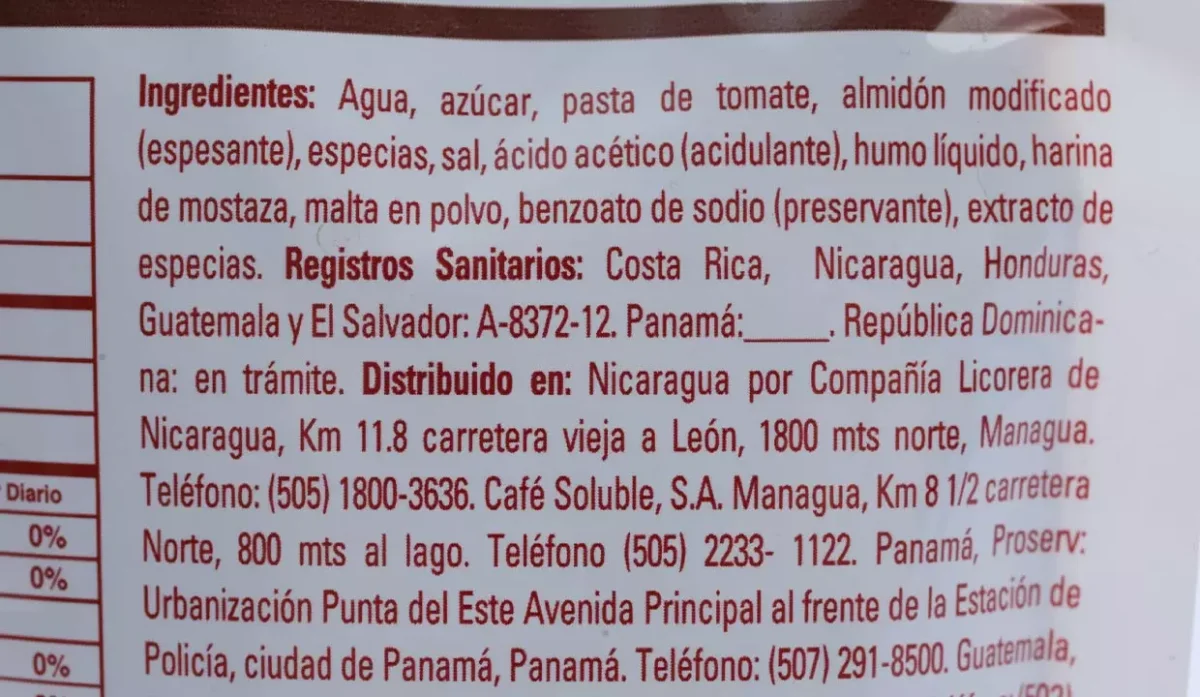 Ingredientes: Agua, azúcar, pasta de tomate, almidón modificado
(espesante), especias, sal, ácido acético (acidulante), humo líquido, harina
de mostaza, malta en polvo, benzoato de sodio (preservante), extracto de
especias. Registros Sanitarios: Costa Rica, Nicaragua, Honduras,
Guatemala y El Salvador: A-8372-12. Panamá:_____. República Dominica-
na: en trámite. Distribuido en: Nicaragua por Compañía Licorera de
Nicaragua, Km 11.8 carretera vieja a León, 1800 mts norte, Managua.
Teléfono: (505) 1800-3636. Café Soluble, S.A. Managua, Km 8 1/2 carretera
Norte, 800 mts al lago. Teléfono (505) 2233- 1122. Panamá, Proserv:
Urbanización Punta del Este Avenida Principal al frente de la Estación de
Policía, ciudad de Panamá, Panamá. Teléfono: (507) 291-8500. Guatemala,
Diario
0%
0%
0%